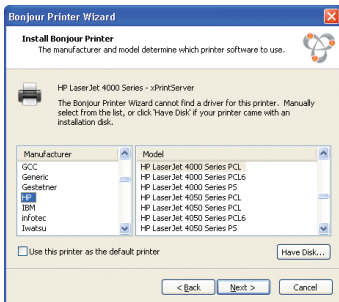 Bonjour Printer Wizard
Install Bonjour Printer
The manufacturer and model determine which printer software to use.
HP LaserJet 4000 Series - xPrintServer
The Bonjour Printer Wizard cannot find a driver for this printer. Manually
select from the list, or click 'Have Disk' if your printer came with an
installation disk.
Manufacturer
GCC
Generic
Gestetner
HP
IBM
infotec
Iwatsu
Model
HP LaserJet 4000 Series PCL
HP LaserJet 4000 Series PCL6
HP LaserJet 4000 Series PS
HP LaserJet 4050 Series PCL
HP LaserJet 4050 Series PCL6
HP LaserJet 4050 Series PS
Use this printer as the default printer
Have Disk...
< Back
Next >
Cancel